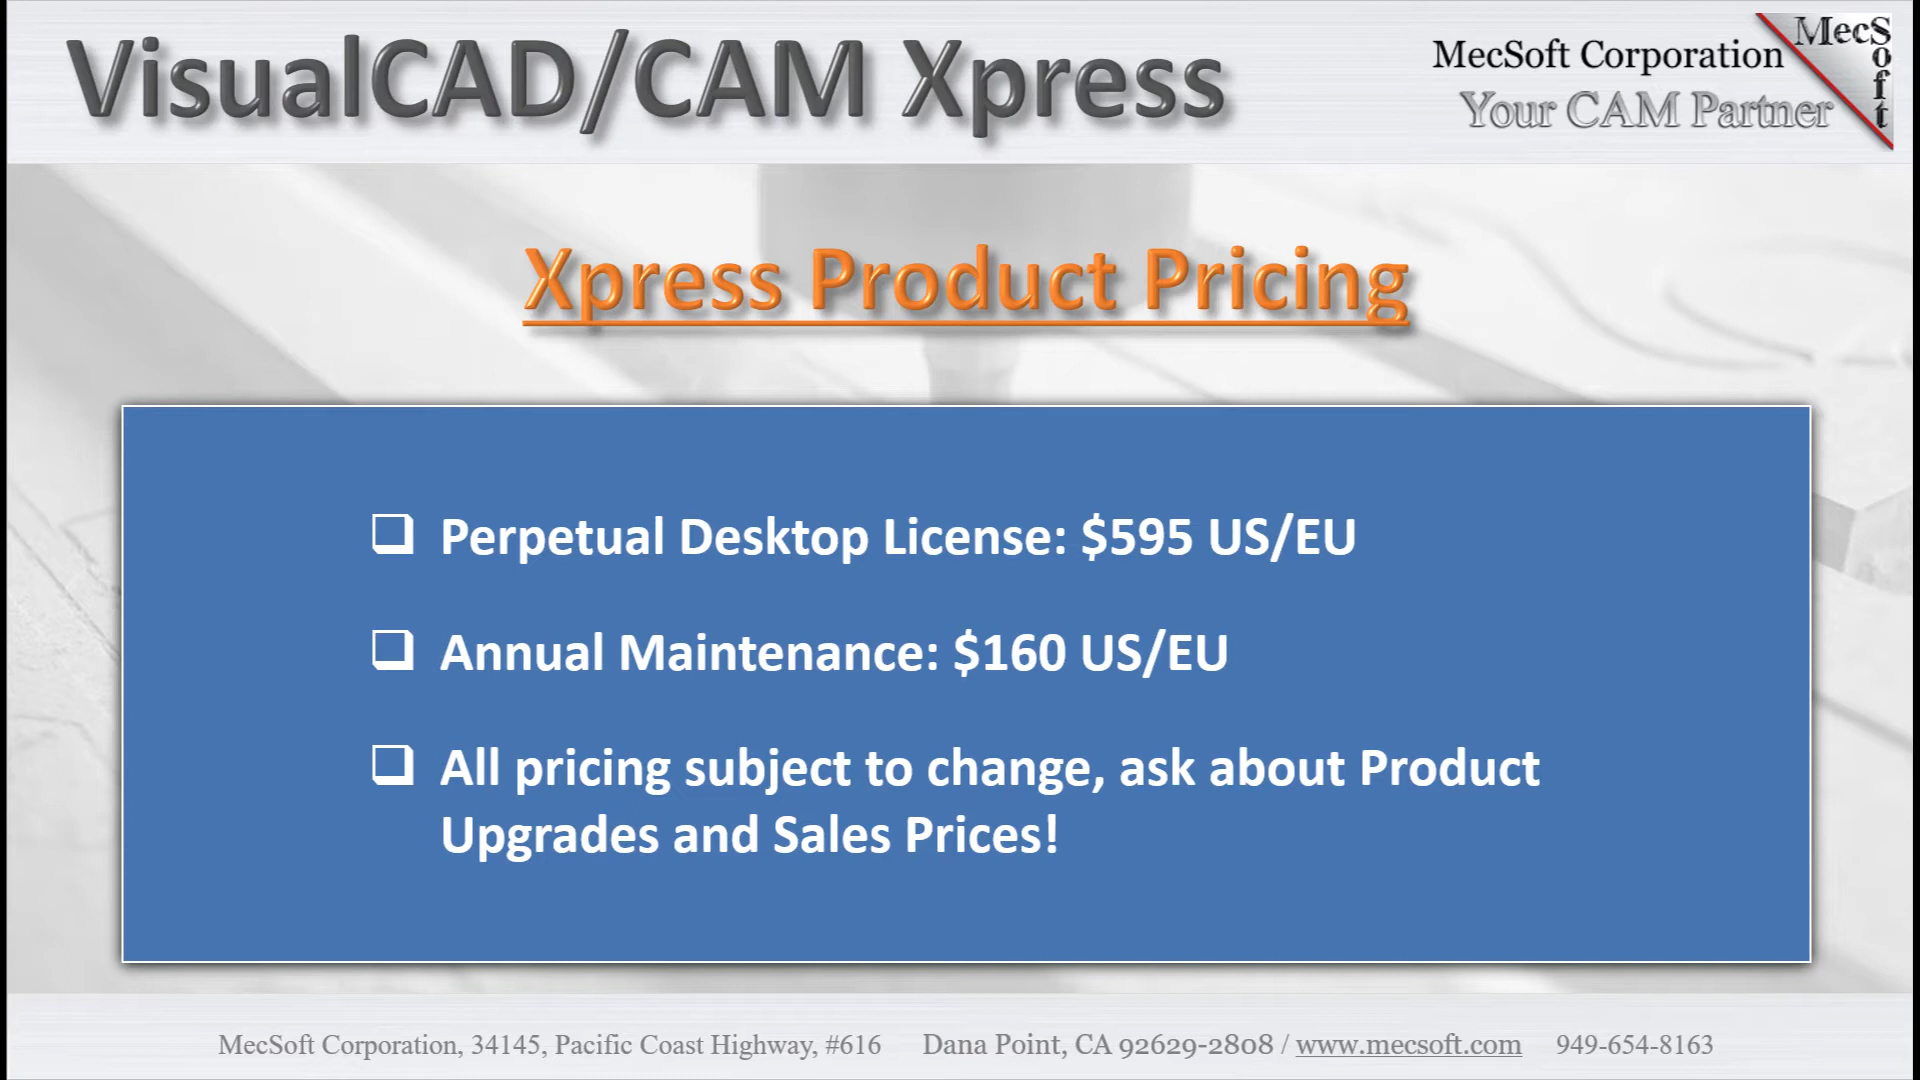 VisualCAD/CAM Xpress
MecSoft Corporation
Your CAM Partner
MecSoft
Xpress Product Pricing
❑ Perpetual Desktop License: $595 US/EU
❑ Annual Maintenance: $160 US/EU
❑ All pricing subject to change, ask about Product
Upgrades and Sales Prices!
MecSoft Corporation, 34145, Pacific Coast Highway, #616 Dana Point, CA 92629-2808 / www.mecsoft.com 949-654-8163